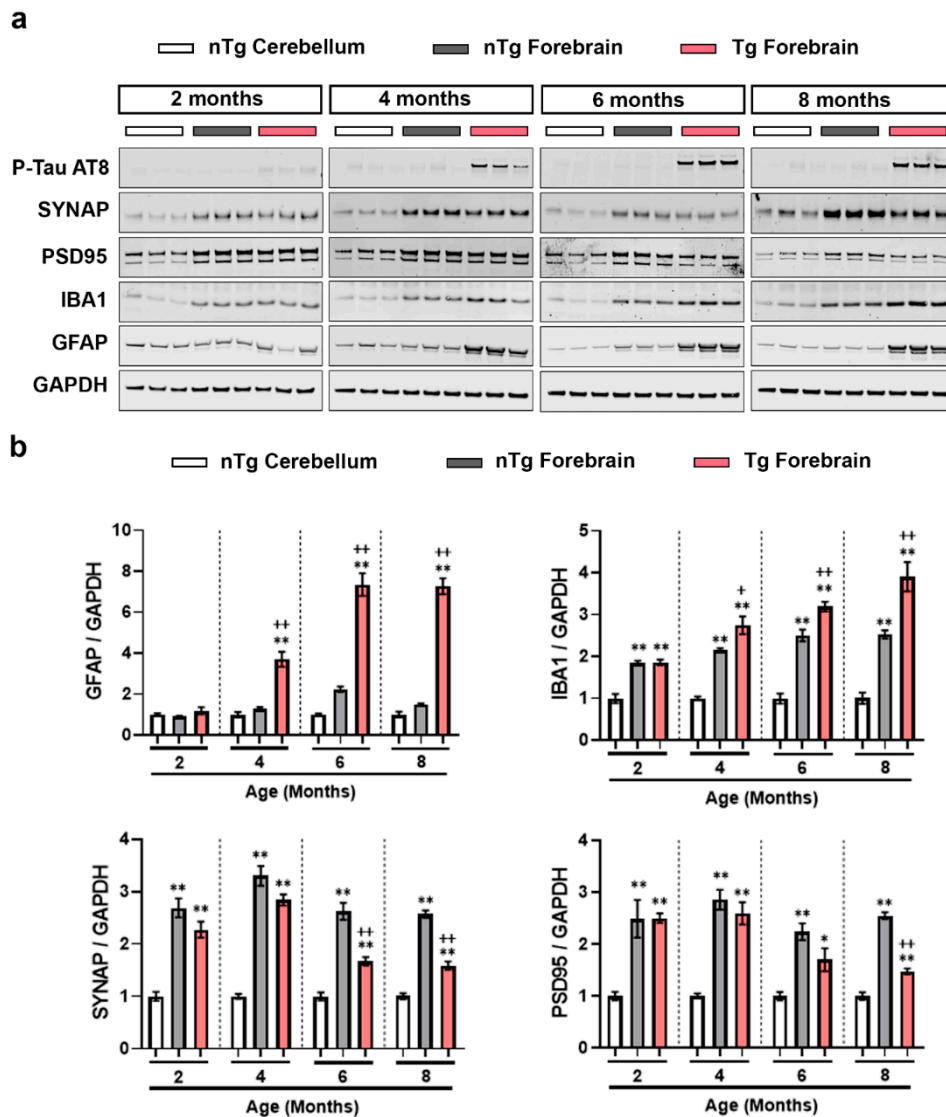 a
nTg Cerebellum nTg Forebrain Tg Forebrain
2 months 4 months 6 months 8 months
P-Tau AT8
SYNAP
PSD95
IBA1
GFAP
GAPDH
b
nTg Cerebellum nTg Forebrain Tg Forebrain
GFAP / GAPDH
10
8
6
4
2
0
++
**
++
**
++
**
2 4 6 8
Age (Months)
IBA1 / GAPDH
5
4
3
2
1
0
** **
**
+
**
**
++
**
**
++
**
2 4 6 8
Age (Months)
SYNAP / GAPDH
4
3
2
1
0
**
**
**
**
**
++
**
**
++
**
2 4 6 8
Age (Months)
PSD95 / GAPDH
4
3
2
1
0
**
**
**
**
**
*
**
++
**
2 4 6 8
Age (Months)